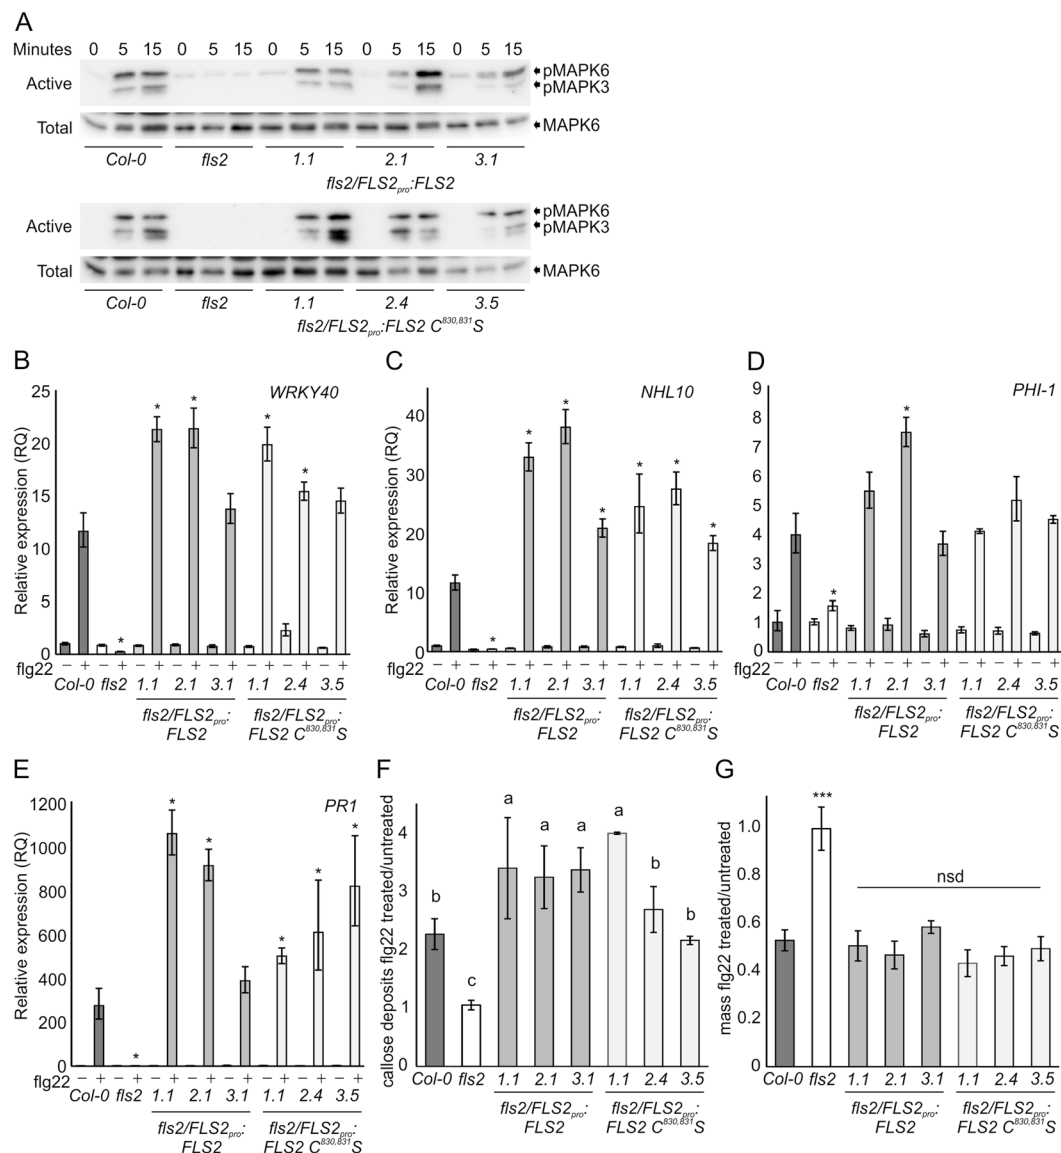 A
Minutes 0 5 15 0 5 15 0 5 15 0 5 15 0 5 15
Active
pMAPK6
pMAPK3
Total
MAPK6
Col-0 fls2 1.1 2.1 3.1
fls2/FLS2pro:FLS2
Active
pMAPK6
pMAPK3
Total
MAPK6
Col-0 fls2 1.1 2.4 3.5
fls2/FLS2pro:FLS2 C830,831S
B
WRKY40
Relative expression (RQ)
25
20
15
10
5
0
* * * * *
flg22 − + − + − + − + − + − + − + − +
Col-0 fls2 1.1 2.1 3.1 1.1 2.4 3.5
fls2/FLS2pro: fls2/FLS2pro:
FLS2 FLS2 C830,831S
C
NHL10
Relative expression (RQ)
40
30
20
10
0
* * * * * * *
flg22 − + − + − + − + − + − + − + − +
Col-0 fls2 1.1 2.1 3.1 1.1 2.4 3.5
fls2/FLS2pro: fls2/FLS2pro:
FLS2 FLS2 C830,831S
D
PHI-1
9
8
7
6
5
4
3
2
1
0
* *
flg22 − + − + − + − + − + − + − + − +
Col-0 fls2 1.1 2.1 3.1 1.1 2.4 3.5
fls2/FLS2pro: fls2/FLS2pro:
FLS2 FLS2 C830,831S
E
PR1
Relative expression (RQ)
1200
1000
800
600
400
200
0
* * * * * *
flg22 − + − + − + − + − + − + − + − +
Col-0 fls2 1.1 2.1 3.1 1.1 2.4 3.5
fls2/FLS2pro: fls2/FLS2pro:
FLS2 FLS2 C830,831S
F
callose deposits flg22 treated/untreated
4
3
2
1
0
b c a a a a b b
Col-0 fls2 1.1 2.1 3.1 1.1 2.4 3.5
fls2/FLS2pro: fls2/FLS2pro:
FLS2 FLS2 C830,831S
G
mass flg22 treated/untreated
1.0
0.8
0.6
0.4
0.2
0
***
nsd
Col-0 fls2 1.1 2.1 3.1 1.1 2.4 3.5
fls2/FLS2pro: fls2/FLS2pro:
FLS2 FLS2 C830,831S